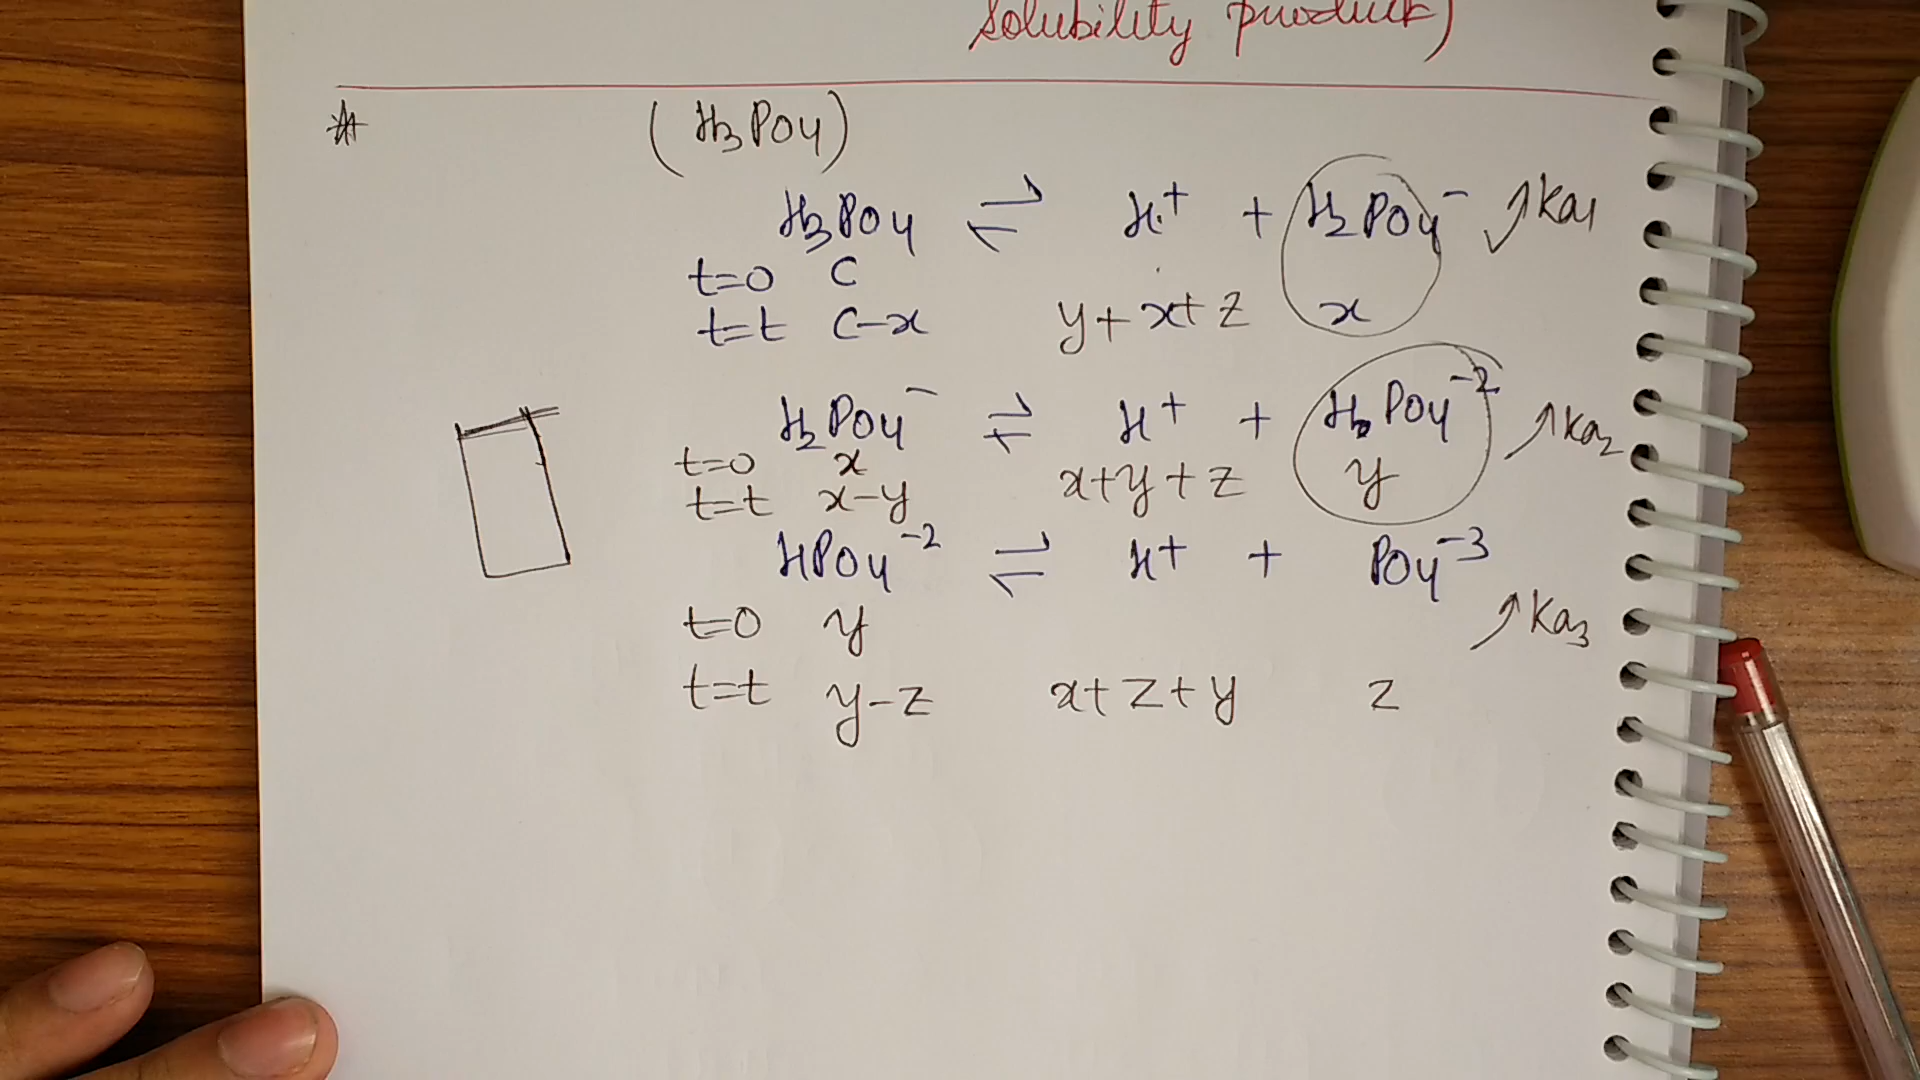 Solubility product)
(H3PO4)
H3PO4 ⇌ H+ + H2PO4- Ka1
t=0 C
t=t C-x y+x+z x
H2PO4- ⇌ H+ + HPO4-2 Ka2
t=0 x
t=t x-y x+y+z y
HPO4-2 ⇌ H+ + PO4-3
t=0 y Ka3
t=t y-z x+z+y z